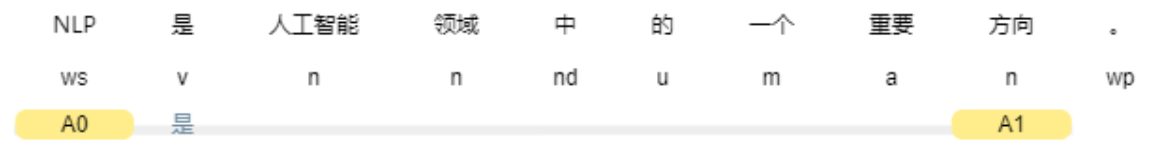 NLP 是 人工智能 领域 中 的 一个 重要 方向 。
ws v n n nd u m a n wp
A0 是 A1